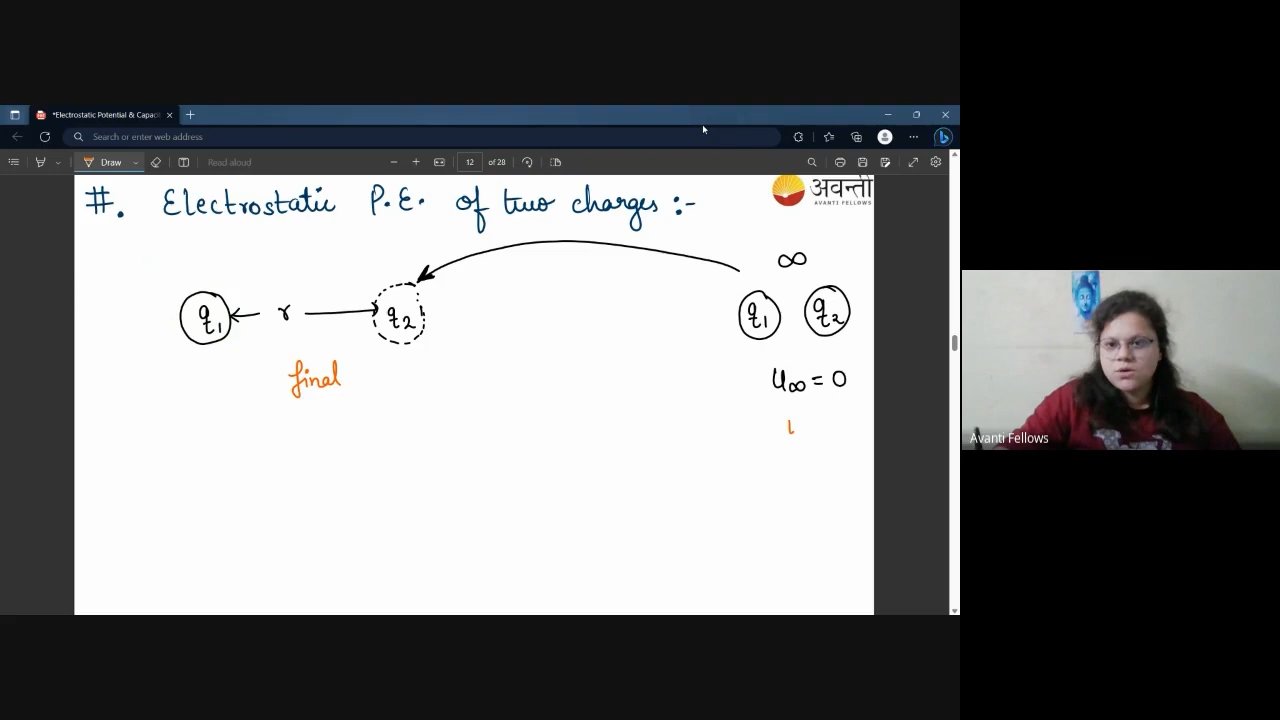 *Electrostatic Potential & Capaci
Search or enter web address
Draw
Read aloud
12 of 28
#. Electrostatic P.E. of two charges :-
अवन्ती
AVANTI FELLOWS
∞
q₁ r q₂
q₁ q₂
final
U∞ = 0
Avanti Fellows